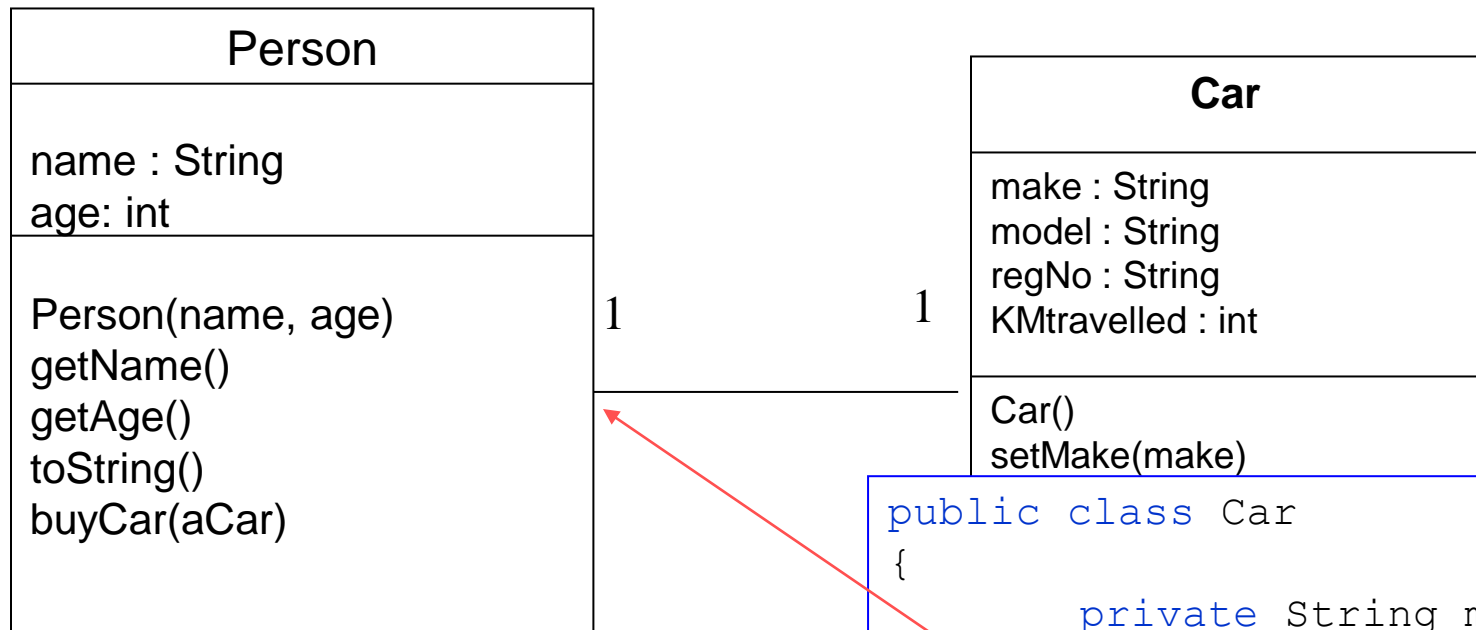 Person
name : String
age: int
Person(name, age)
getName()
getAge()
toString()
buyCar(aCar)
1
1
Car
make : String
model : String
regNo : String
KMtravelled : int
Car()
setMake(make)
public class Car
{
private String